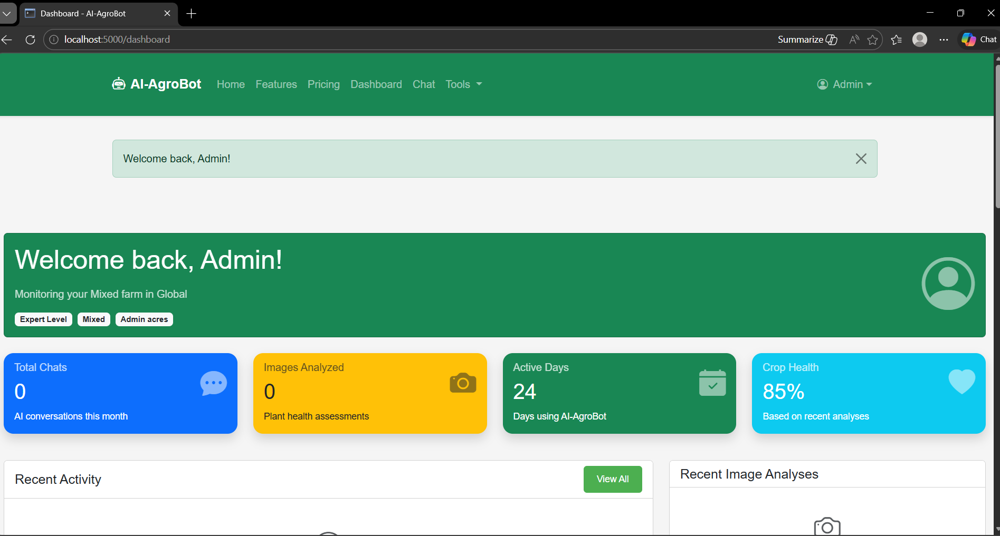 Dashboard - AI-AgroBot
localhost:5000/dashboard
Summarize
Chat
AI-AgroBot Home Features Pricing Dashboard Chat Tools Admin
Welcome back, Admin!
Welcome back, Admin!
Monitoring your Mixed farm in Global
Expert Level Mixed Admin acres
Total Chats
0
AI conversations this month
Images Analyzed
0
Plant health assessments
Active Days
24
Days using AI-AgroBot
Crop Health
85%
Based on recent analyses
Recent Activity
View All
Recent Image Analyses